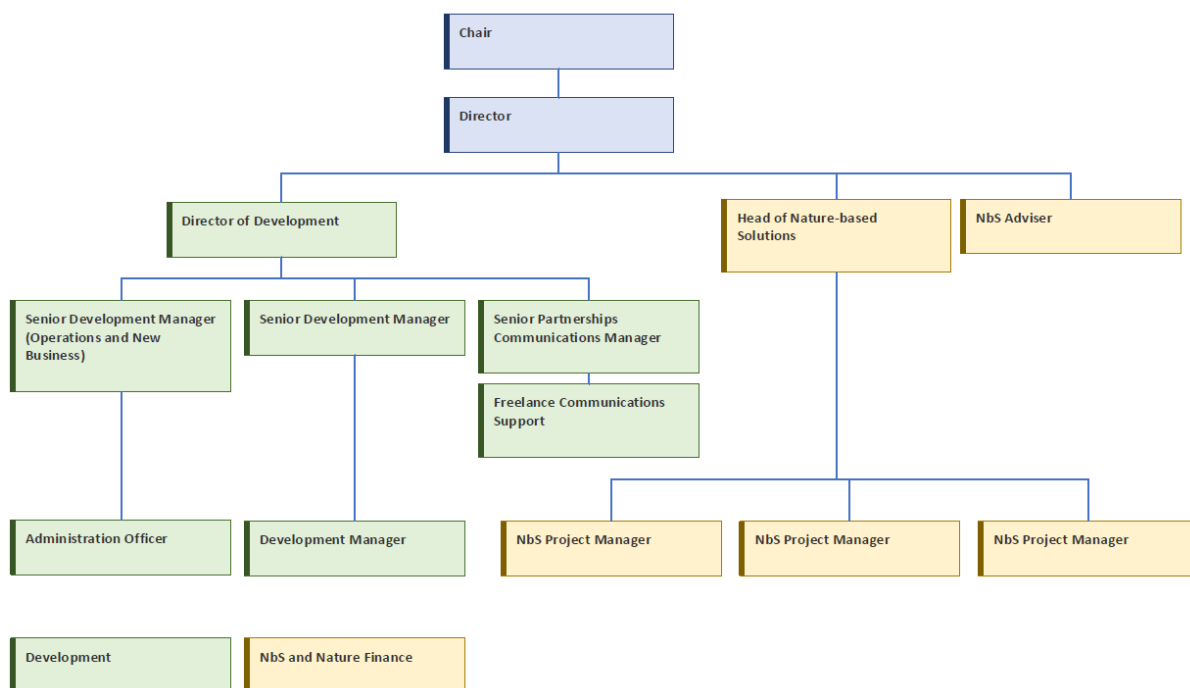 Chair
Director
Director of Development
Head of Nature-based
Solutions
NbS Adviser
Senior Development Manager
(Operations and New
Business)
Senior Development Manager
Senior Partnerships
Communications Manager
Freelance Communications
Support
Administration Officer
Development Manager
NbS Project Manager
NbS Project Manager
NbS Project Manager
Development
NbS and Nature Finance